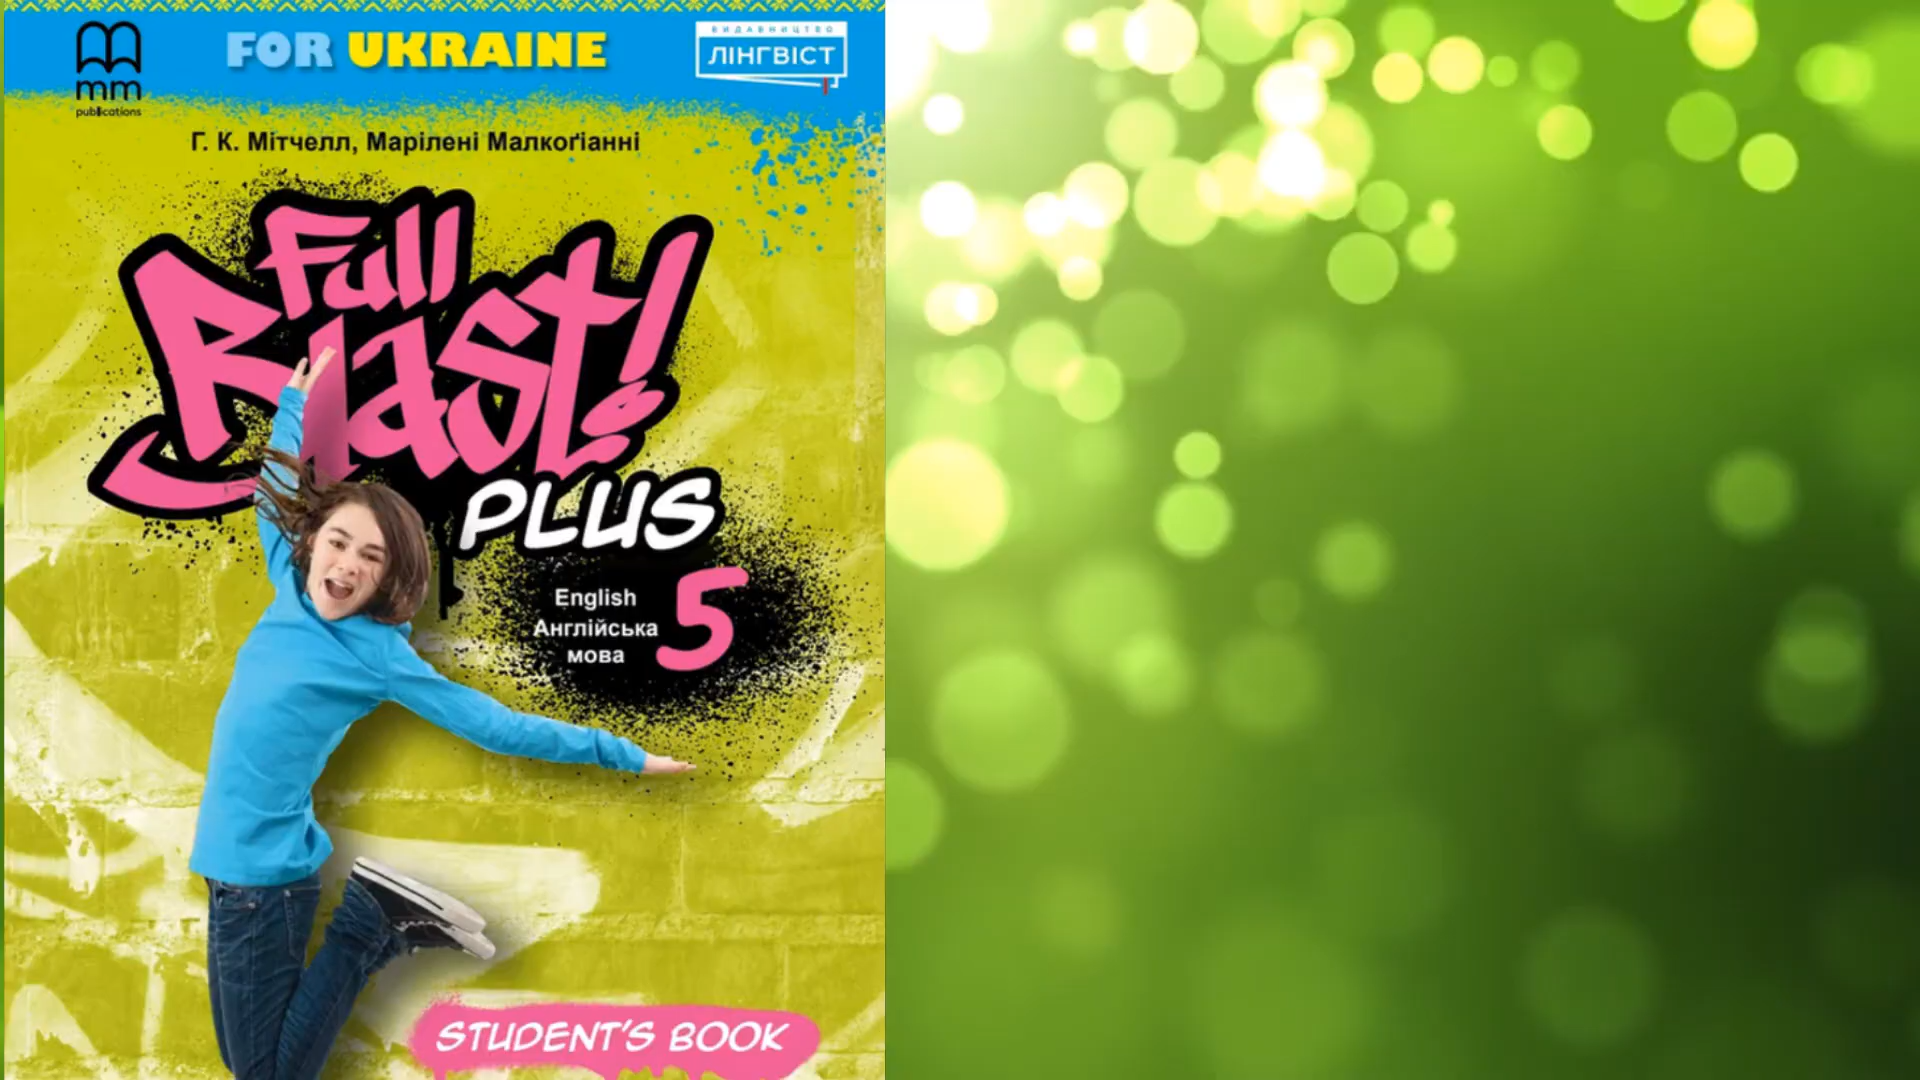 FOR UKRAINE
mm
publications
ВИДАВНИЦТВО
ЛІНГВІСТ
Г. К. Мітчелл, Марілені Малкоґіанні
Full
Blast!
PLUS
English
Англійська
мова
5
STUDENT'S BOOK